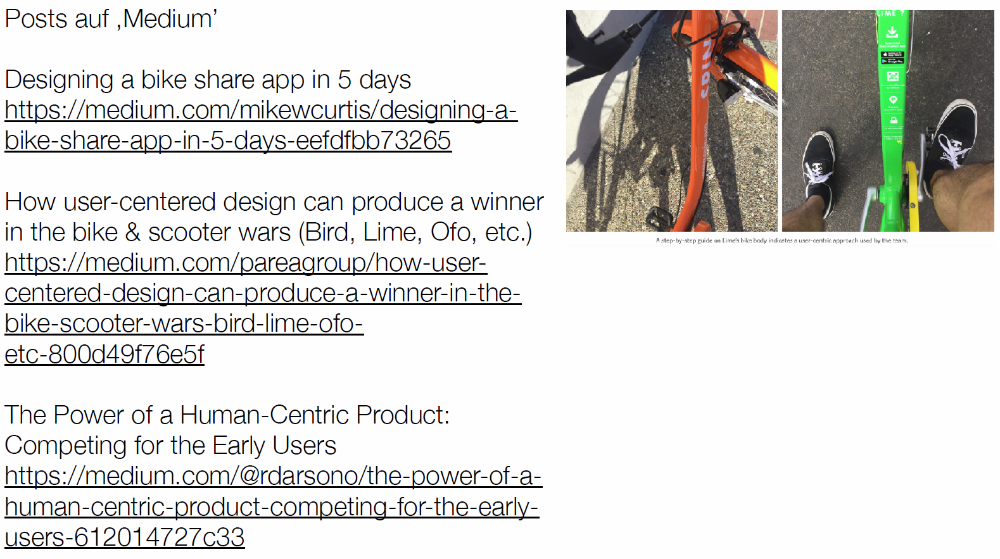 Posts auf ‚Medium’
Designing a bike share app in 5 days
https://medium.com/mikewcurtis/designing-a-
bike-share-app-in-5-days-eefdfbb73265
How user-centered design can produce a winner
in the bike & scooter wars (Bird, Lime, Ofo, etc.)
https://medium.com/pareagroup/how-user-
centered-design-can-produce-a-winner-in-the-
bike-scooter-wars-bird-lime-ofo-
etc-800d49f76e5f
The Power of a Human-Centric Product:
Competing for the Early Users
https://medium.com/@rdarsono/the-power-of-a-
human-centric-product-competing-for-the-early-
users-612014727c33
SPIN
LIME ?
Download
App Store
Google Play
A step-by-step guide on Lime's bike body indicates a user-centric approach used by the team.